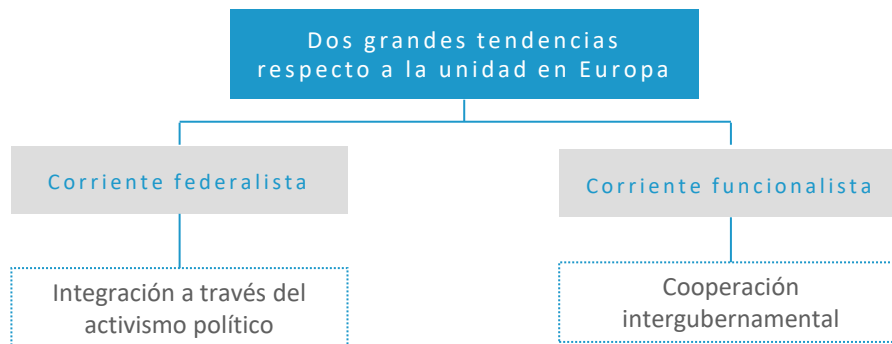 Dos grandes tendencias
respecto a la unidad en Europa
Corriente federalista
Corriente funcionalista
Integración a través del
activismo político
Cooperación
intergubernamental